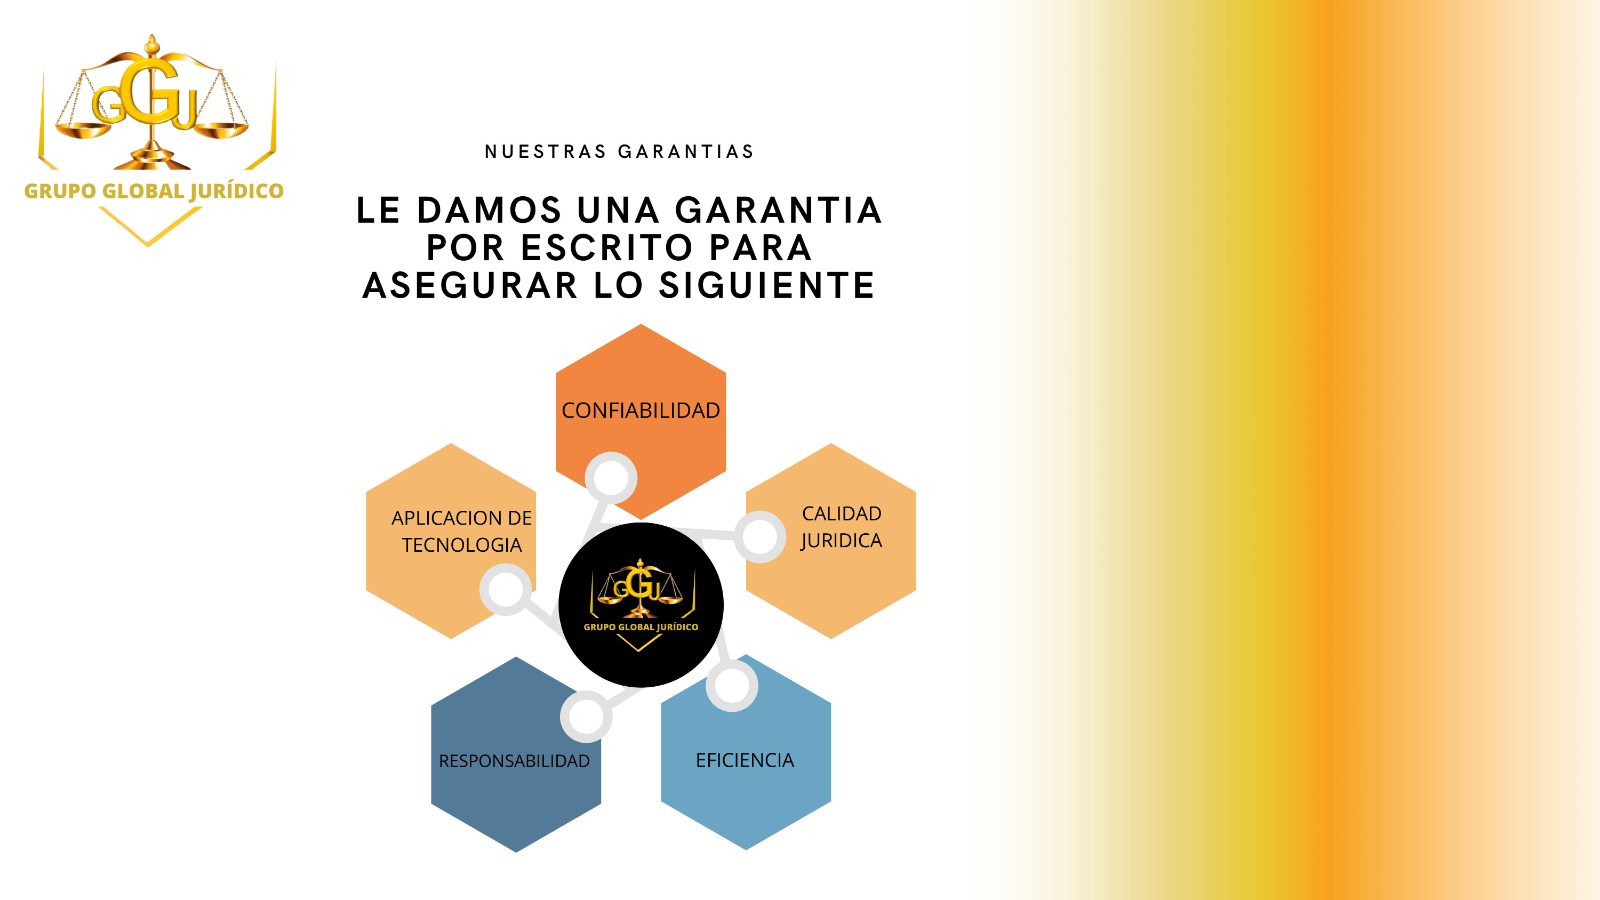 GGJ
GRUPO GLOBAL JURÍDICO
NUESTRAS GARANTIAS
LE DAMOS UNA GARANTIA
POR ESCRITO PARA
ASEGURAR LO SIGUIENTE
CONFIABILIDAD
APLICACION DE
TECNOLOGIA
CALIDAD
JURIDICA
GGJ
GRUPO GLOBAL JURÍDICO
RESPONSABILIDAD
EFICIENCIA